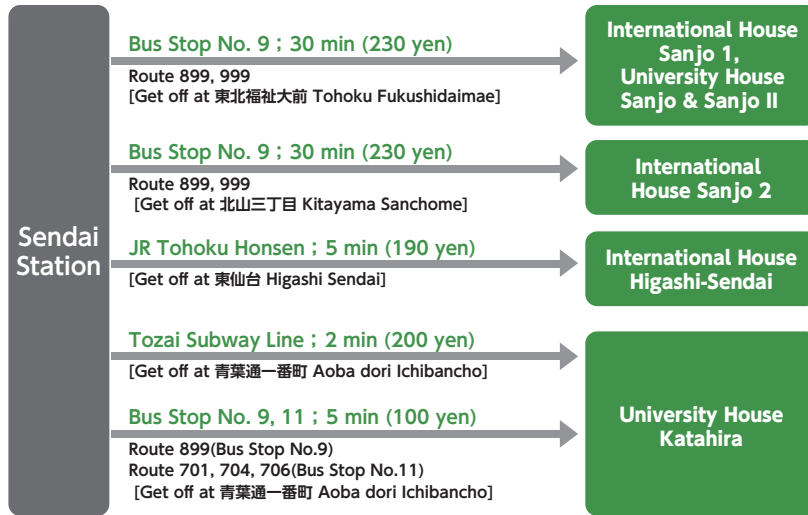 Sendai
Station
Bus Stop No. 9 ; 30 min (230 yen)
Route 899, 999
[Get off at 東北福祉大前 Tohoku Fukushidaimae]
International House
Sanjo 1,
University House
Sanjo & Sanjo II
Bus Stop No. 9 ; 30 min (230 yen)
Route 899, 999
[Get off at 北山三丁目 Kitayama Sanchome]
International
House Sanjo 2
JR Tohoku Honsen ; 5 min (190 yen)
[Get off at 東仙台 Higashi Sendai]
International House
Higashi-Sendai
Tozai Subway Line ; 2 min (200 yen)
[Get off at 青葉通一番町 Aoba dori Ichibancho]
Bus Stop No. 9, 11 ; 5 min (100 yen)
Route 899(Bus Stop No.9)
Route 701, 704, 706(Bus Stop No.11)
[Get off at 青葉通一番町 Aoba dori Ichibancho]
University House
Katahira